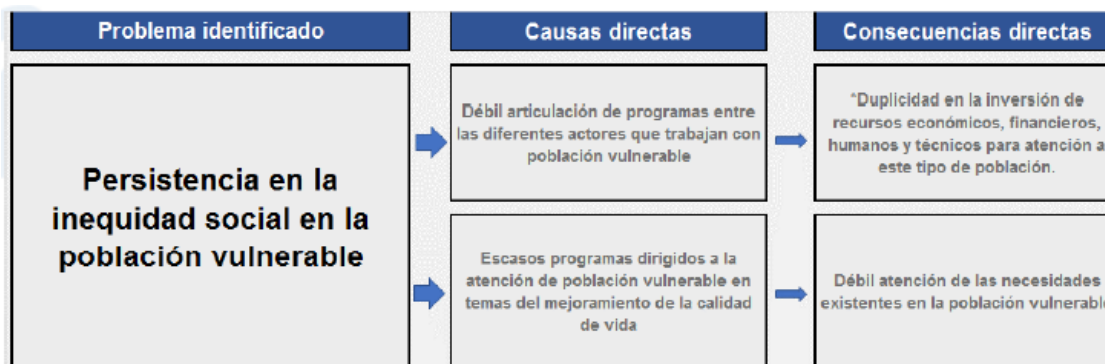 Problema identificado
Causas directas
Consecuencias directas
Persistencia en la
inequidad social en la
población vulnerable
Débil articulación de programas entre
las diferentes actores que trabajan con
población vulnerable
*Duplicidad en la inversión de
recursos económicos, financieros,
humanos y técnicos para atención a
este tipo de población.
Escasos programas dirigidos a la
atención de población vulnerable en
temas del mejoramiento de la calidad
de vida
Débil atención de las necesidades
existentes en la población vulnerable